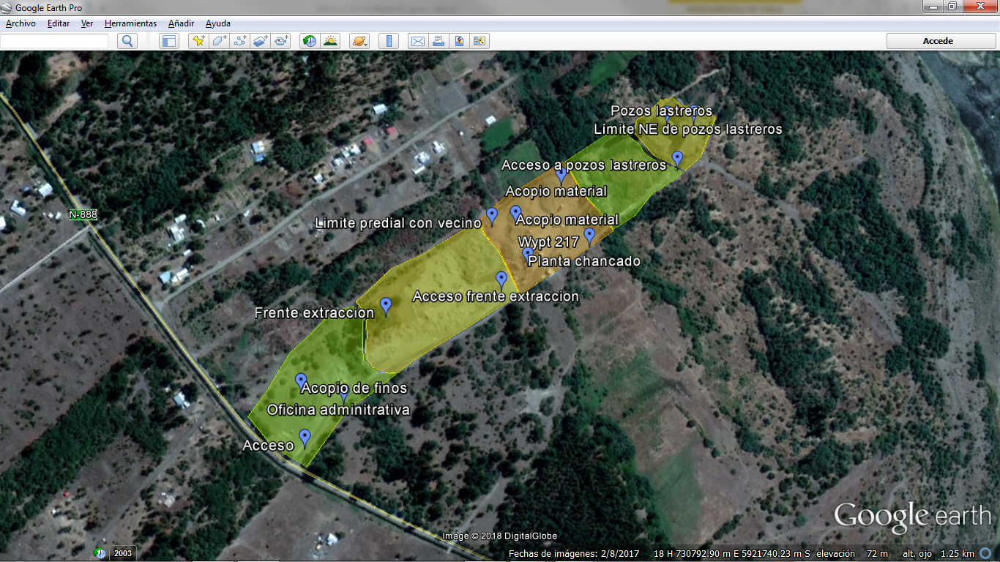 Google Earth Pro
Archivo Editar Ver Herramientas Añadir Ayuda
Accede
Pozos lastreros
Límite NE de pozos lastreros
Acceso a pozos lastreros
Acopio material
N-888
Limite predial con vecino
Acopio material
Wypt 217
Planta chancado
Acceso frente extraccion
Frente extraccion
Acopio de finos
Oficina adminitrativa
Acceso
Google earth
Image © 2018 DigitalGlobe
2003
Fechas de imágenes: 2/8/2017 18 H 730792.90 m E 5921740.23 m S elevación 72 m alt. ojo 1.25 km